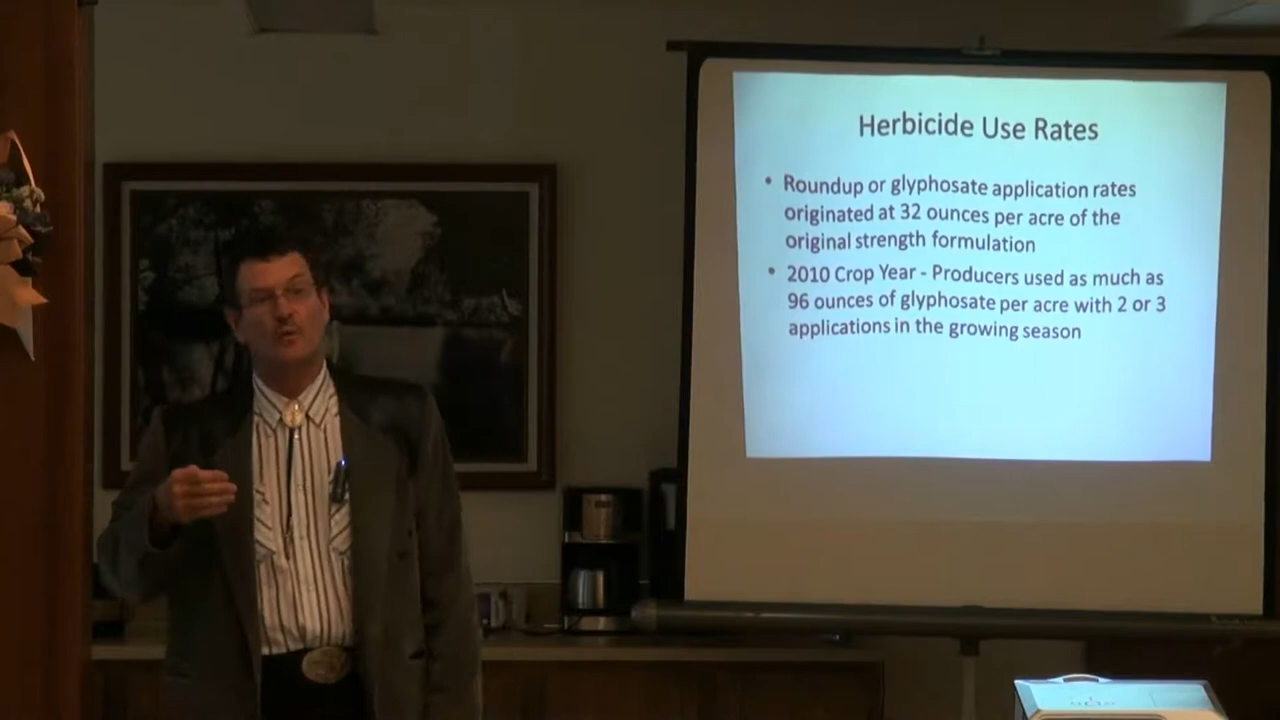 Herbicide Use Rates
• Roundup or glyphosate application rates
originated at 32 ounces per acre of the
original strength formulation
• 2010 Crop Year - Producers used as much as
96 ounces of glyphosate per acre with 2 or 3
applications in the growing season